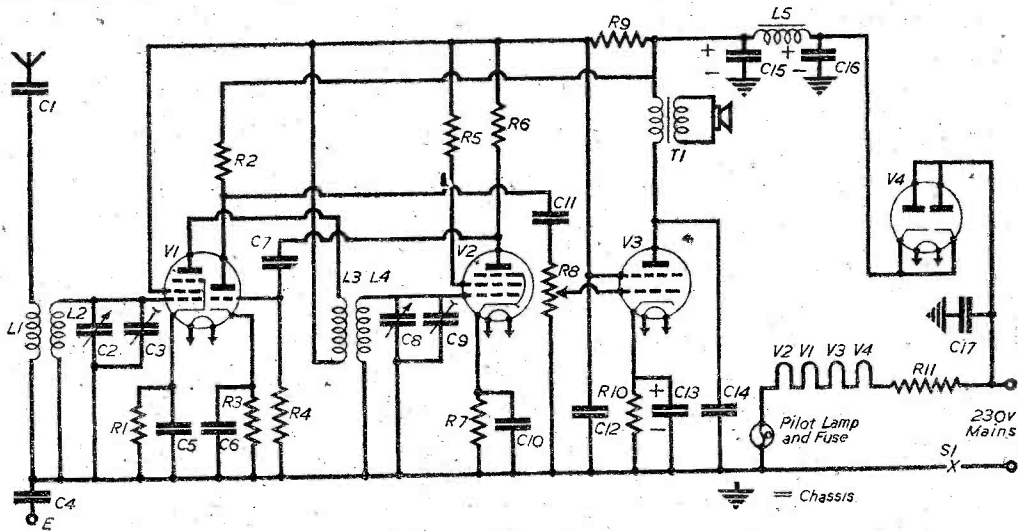 R9
L5
+
+
C15
C16
-
-
C1
R5
R6
R2
T1
V4
C11
C7
V1
V2
R8
V3
L3 L4
L1
L2
C2
C3
C8
C9
C17
V2 V1 V3 V4
R11
R1
C5
C6
R3
R4
R7
C10
C12
R10
+
C13
-
C14
Pilot Lamp
and Fuse
230v
Mains
S1
X
C4
E
= Chassis